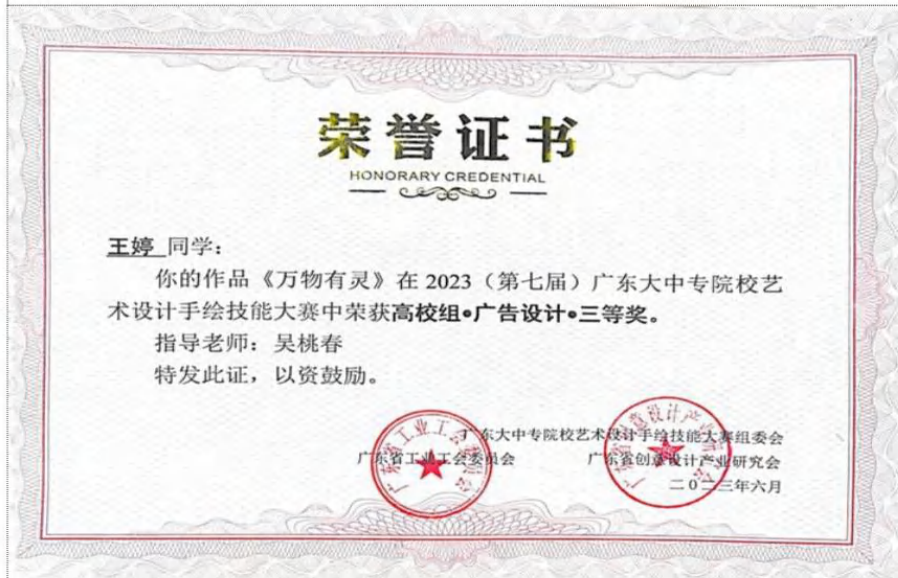 荣誉证书
HONORARY CREDENTIAL
王婷 同学：
你的作品《万物有灵》在 2023（第七届）广东大中专院校艺
术设计手绘技能大赛中荣获高校组•广告设计•三等奖。
指导老师：吴桃春
特发此证，以资鼓励。
广东大中专院校艺术设计手绘技能大赛组委会
广东省工业工会委员会 广东省创意设计产业研究会
二〇二三年六月